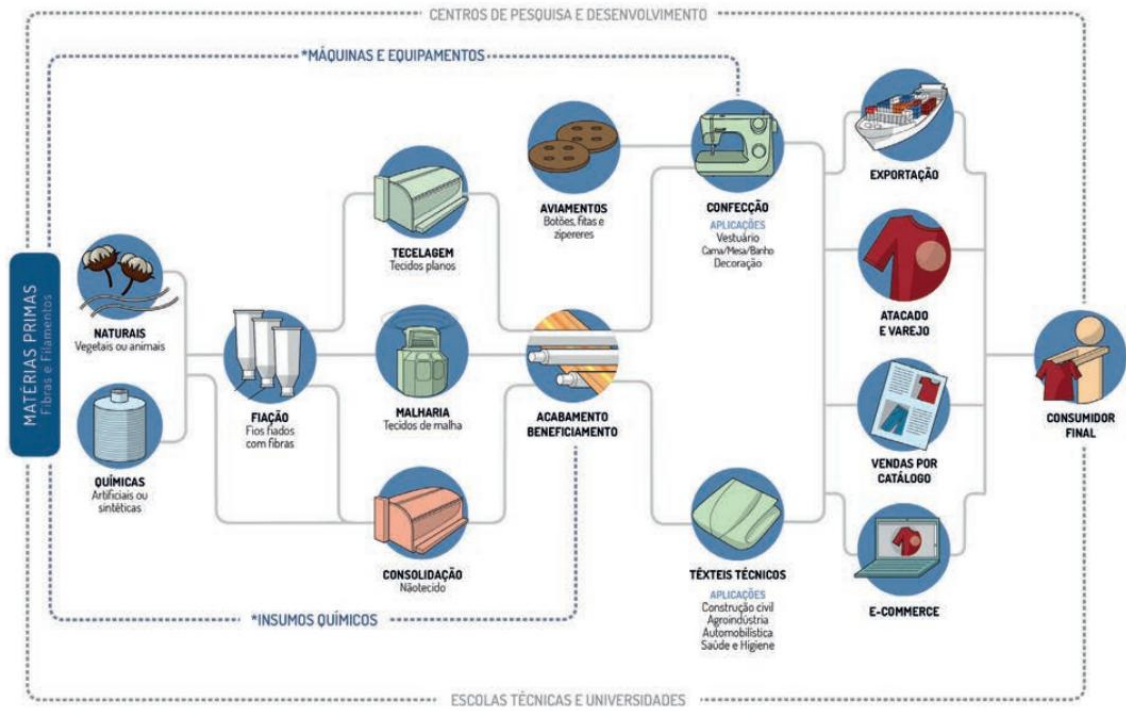 CENTROS DE PESQUISA E DESENVOLVIMENTO
*MÁQUINAS E EQUIPAMENTOS
MATÉRIAS PRIMAS
Fibras e Filamentos
NATURAIS
Vegetais ou animais
QUÍMICAS
Artificiais ou
sintéticas
FIAÇÃO
Fios fiados
com fibras
TECELAGEM
Tecidos planos
MALHARIA
Tecidos de malha
CONSOLIDAÇÃO
Nãotecido
AVIAMENTOS
Botões, fitas e
zípereres
ACABAMENTO
BENEFICIAMENTO
CONFECÇÃO
APLICAÇÕES
Vestuário
Cama/Mesa/Banho
Decoração
TÊXTEIS TÉCNICOS
APLICAÇÕES
Construção civil
Agroindústria
Automobilística
Saúde e Higiene
EXPORTAÇÃO
ATACADO
E VAREJO
VENDAS POR
CATÁLOGO
E-COMMERCE
CONSUMIDOR
FINAL
*INSUMOS QUÍMICOS
ESCOLAS TÉCNICAS E UNIVERSIDADES